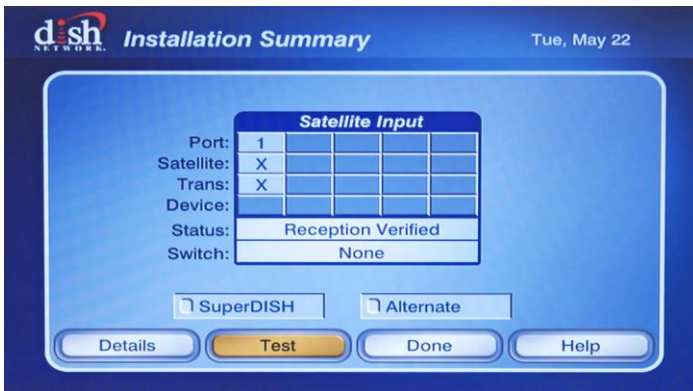 dish
NETWORK.
Installation Summary
Tue, May 22
Satellite Input
Port: 1
Satellite: X
Trans: X
Device:
Status: Reception Verified
Switch: None
SuperDISH
Alternate
Details
Test
Done
Help